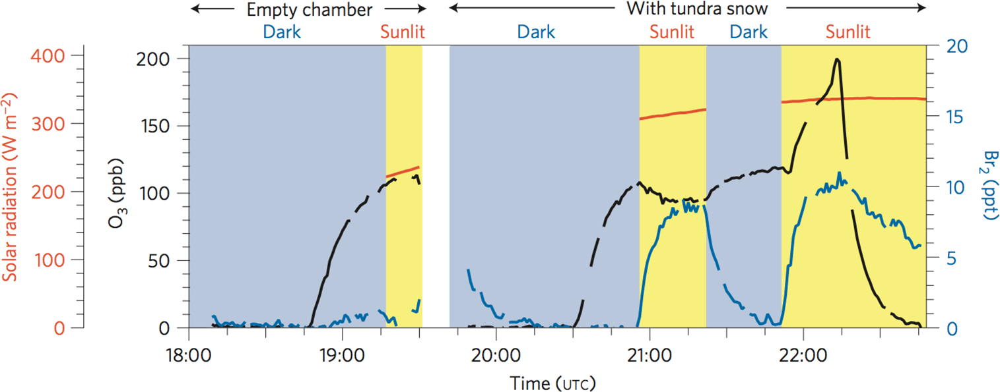 Empty chamber
With tundra snow
Dark
Sunlit
Dark
Sunlit
Dark
Sunlit
Solar radiation (W m−2)
400
300
200
100
0
O3 (ppb)
200
150
100
50
0
20
15
10
5
0
Br2 (ppt)
18:00
19:00
20:00
21:00
22:00
Time (UTC)